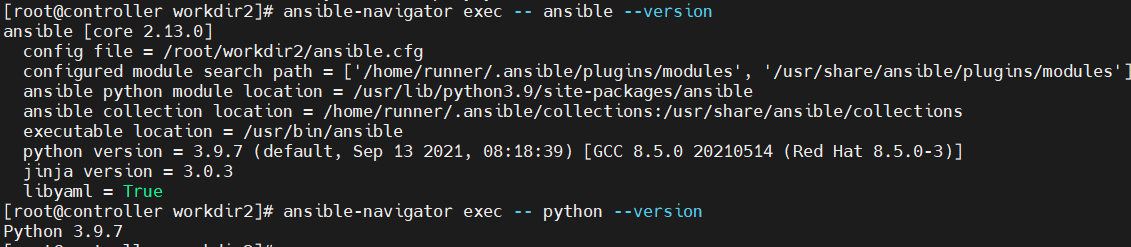 [root@controller workdir2]# ansible-navigator exec -- ansible --version
ansible [core 2.13.0]
  config file = /root/workdir2/ansible.cfg
  configured module search path = ['/home/runner/.ansible/plugins/modules', '/usr/share/ansible/plugins/modules']
  ansible python module location = /usr/lib/python3.9/site-packages/ansible
  ansible collection location = /home/runner/.ansible/collections:/usr/share/ansible/collections
  executable location = /usr/bin/ansible
  python version = 3.9.7 (default, Sep 13 2021, 08:18:39) [GCC 8.5.0 20210514 (Red Hat 8.5.0-3)]
  jinja version = 3.0.3
  libyaml = True
[root@controller workdir2]# ansible-navigator exec -- python --version
Python 3.9.7